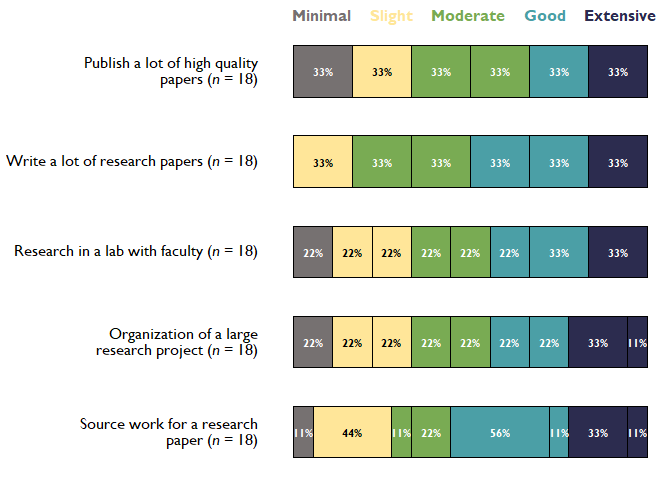 Minimal Slight Moderate Good Extensive
Publish a lot of high quality
papers (n = 18)
33% 33% 33% 33% 33% 33%
Write a lot of research papers (n = 18)
33% 33% 33% 33% 33% 33%
Research in a lab with faculty (n = 18)
22% 22% 22% 22% 22% 22% 33% 33%
Organization of a large
research project (n = 18)
22% 22% 22% 22% 22% 22% 22% 33% 11%
Source work for a research
paper (n = 18)
11% 44% 11% 22% 56% 11% 33% 11%